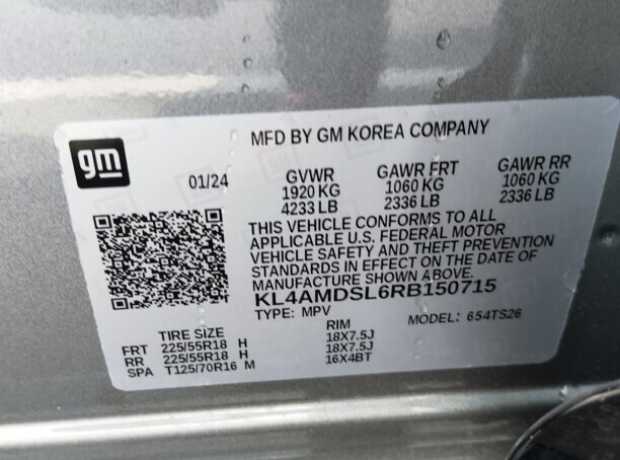 gm
MFD BY GM KOREA COMPANY
01/24
GVWR GAWR FRT GAWR RR
1920 KG 1060 KG 1060 KG
4233 LB 2336 LB 2336 LB
THIS VEHICLE CONFORMS TO ALL
APPLICABLE U.S. FEDERAL MOTOR
VEHICLE SAFETY AND THEFT PREVENTION
STANDARDS IN EFFECT ON THE DATE OF
MANUFACTURE SHOWN ABOVE.
KL4AMDSL6RB150715
TYPE: MPV MODEL: 654TS26
TIRE SIZE RIM
FRT 225/55R18 H 18X7.5J
RR 225/55R18 H 18X7.5J
SPA T125/70R16 M 16X4BT